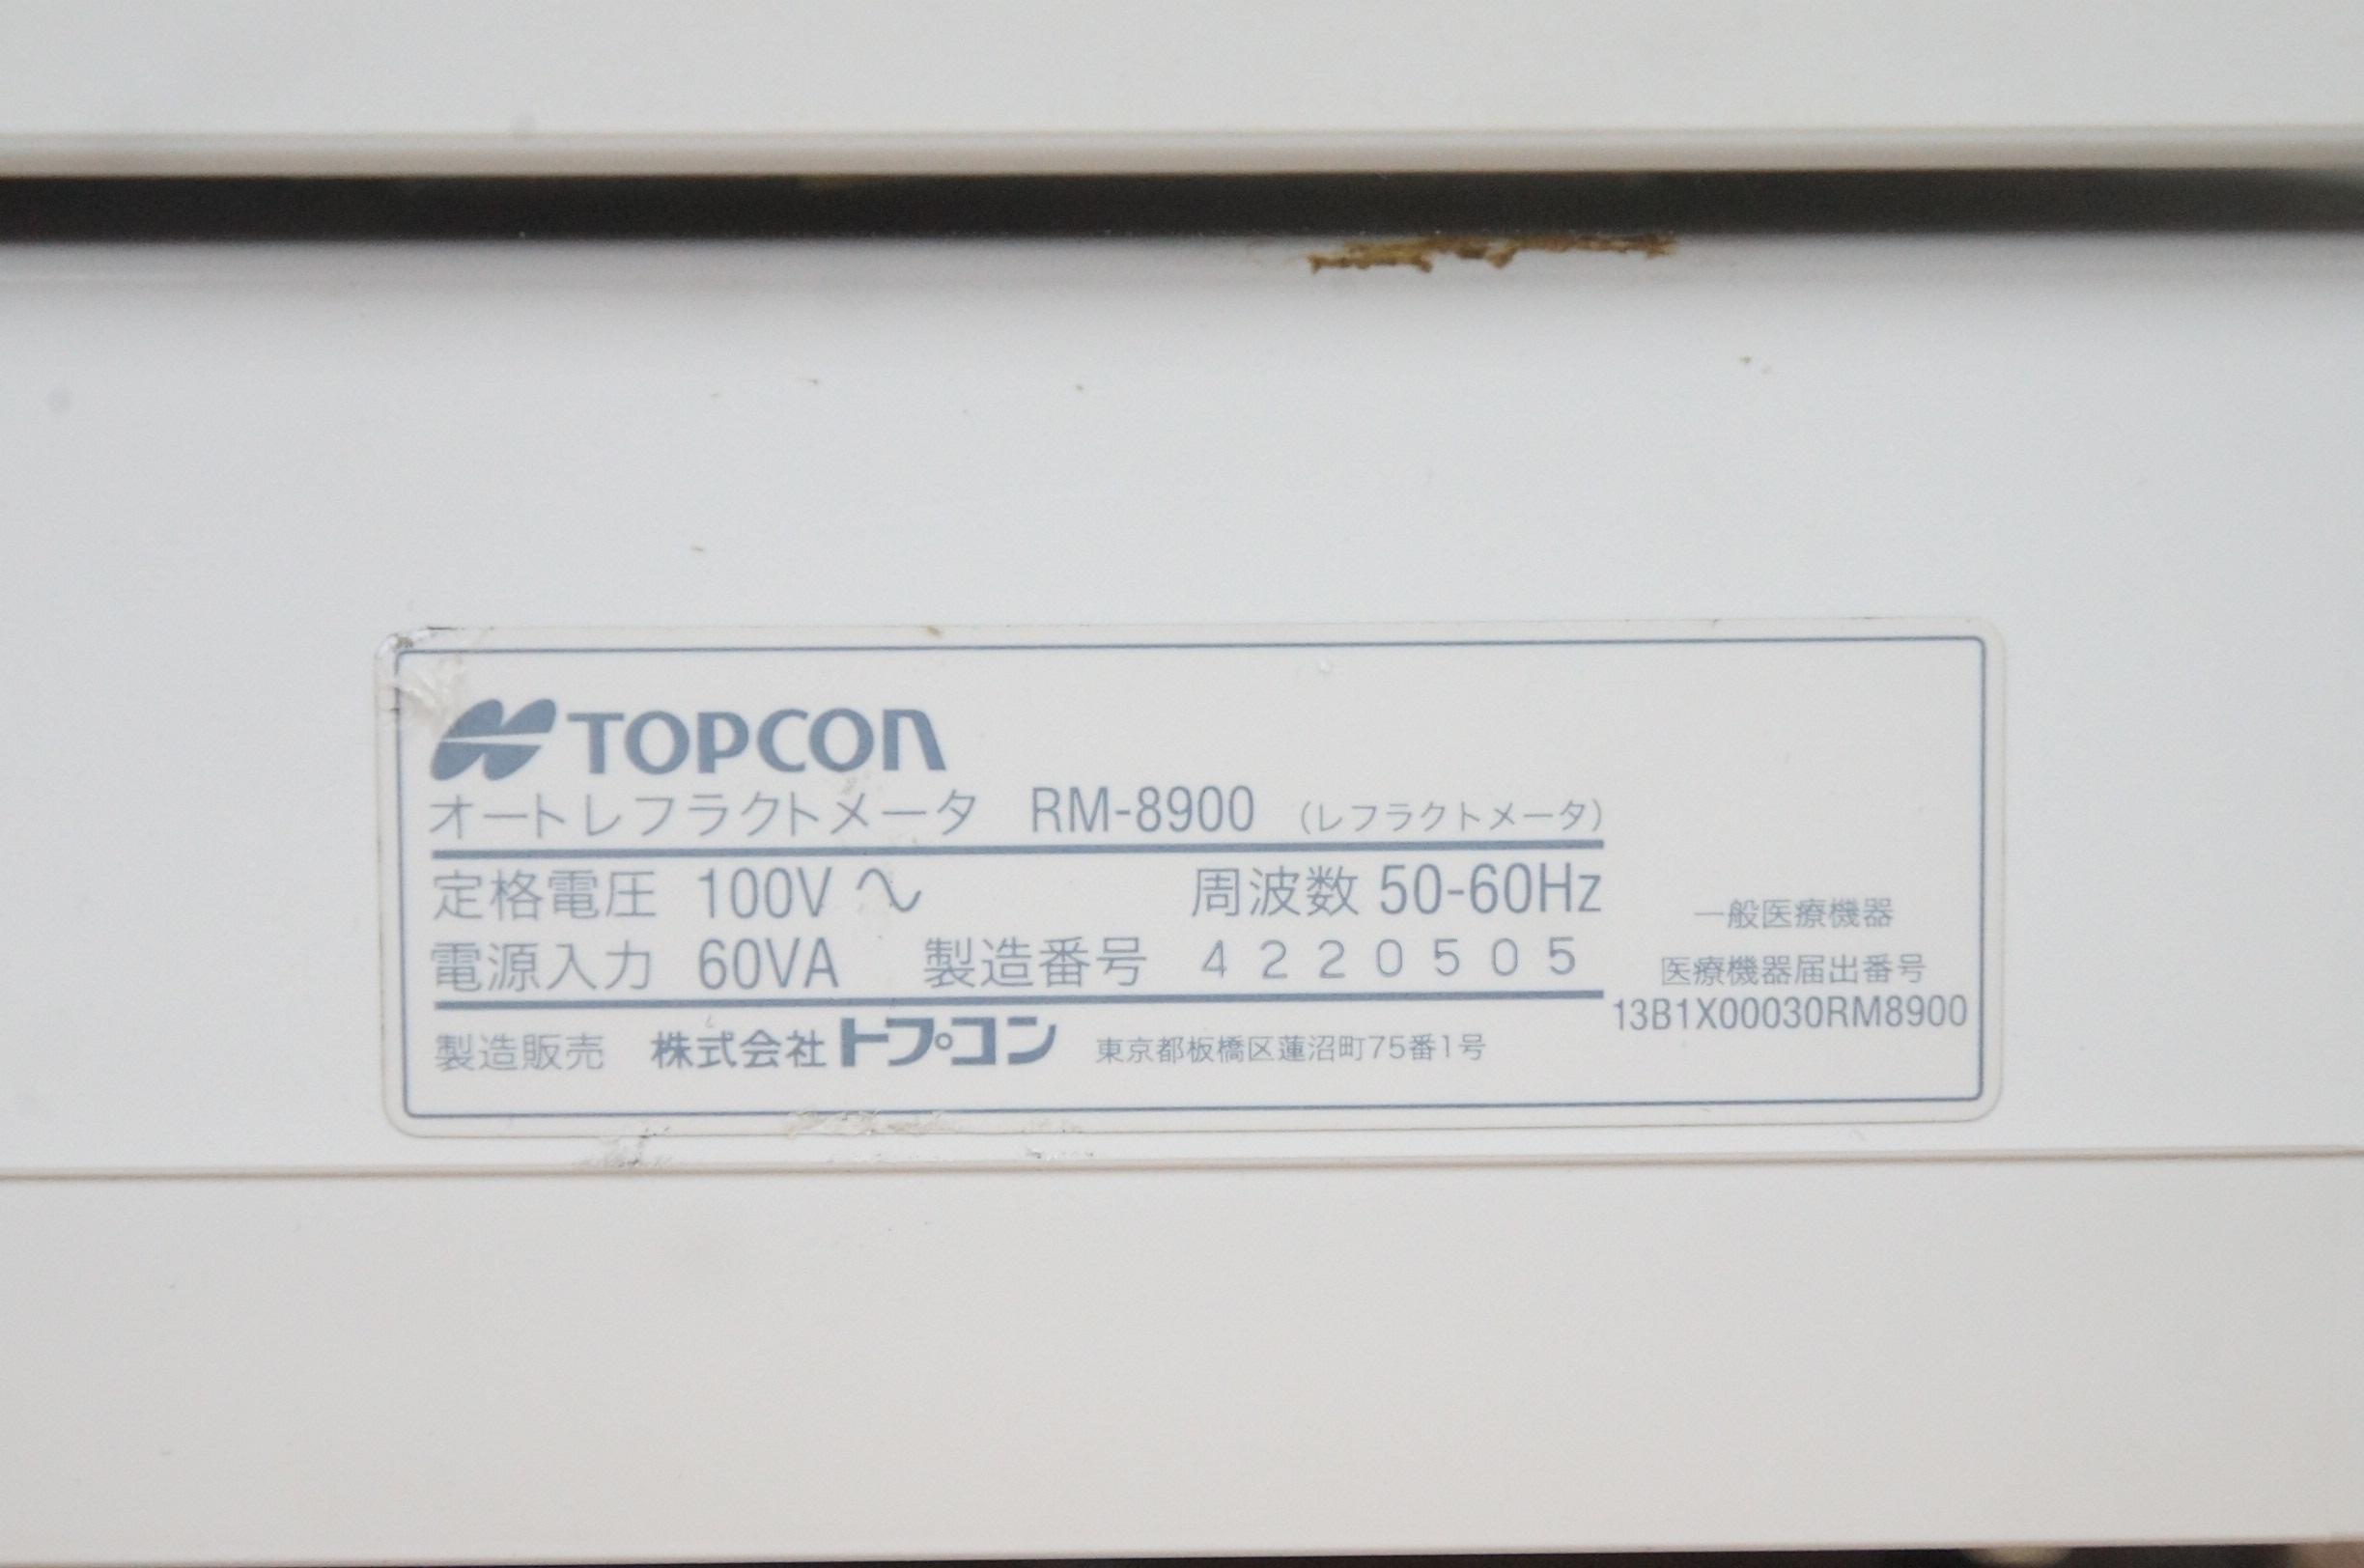 TOPCON
オートレフラクトメータ RM-8900 (レフラクトメータ)
定格電圧 100V ∿ 周波数 50-60Hz
電源入力 60VA 製造番号 4220505
製造販売 株式会社トプコン 東京都板橋区蓮沼町75番1号
一般医療機器
医療機器届出番号
13B1X00030RM8900